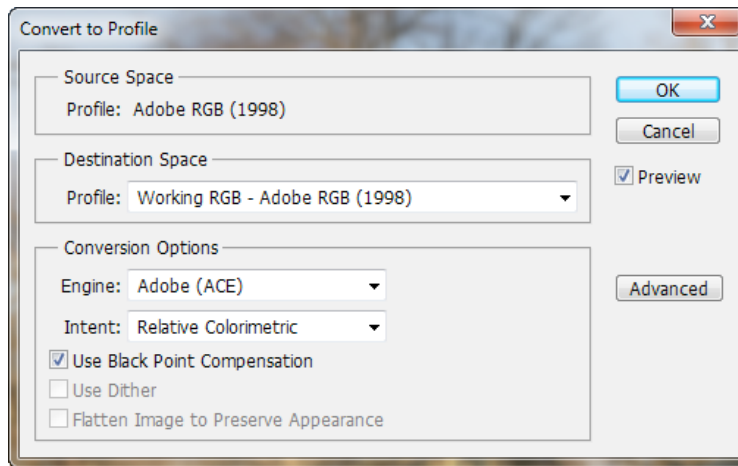 Convert to Profile
Source Space
Profile: Adobe RGB (1998)
OK
Cancel
Destination Space
Profile: Working RGB - Adobe RGB (1998)
Preview
Conversion Options
Engine: Adobe (ACE)
Advanced
Intent: Relative Colorimetric
Use Black Point Compensation
Use Dither
Flatten Image to Preserve Appearance